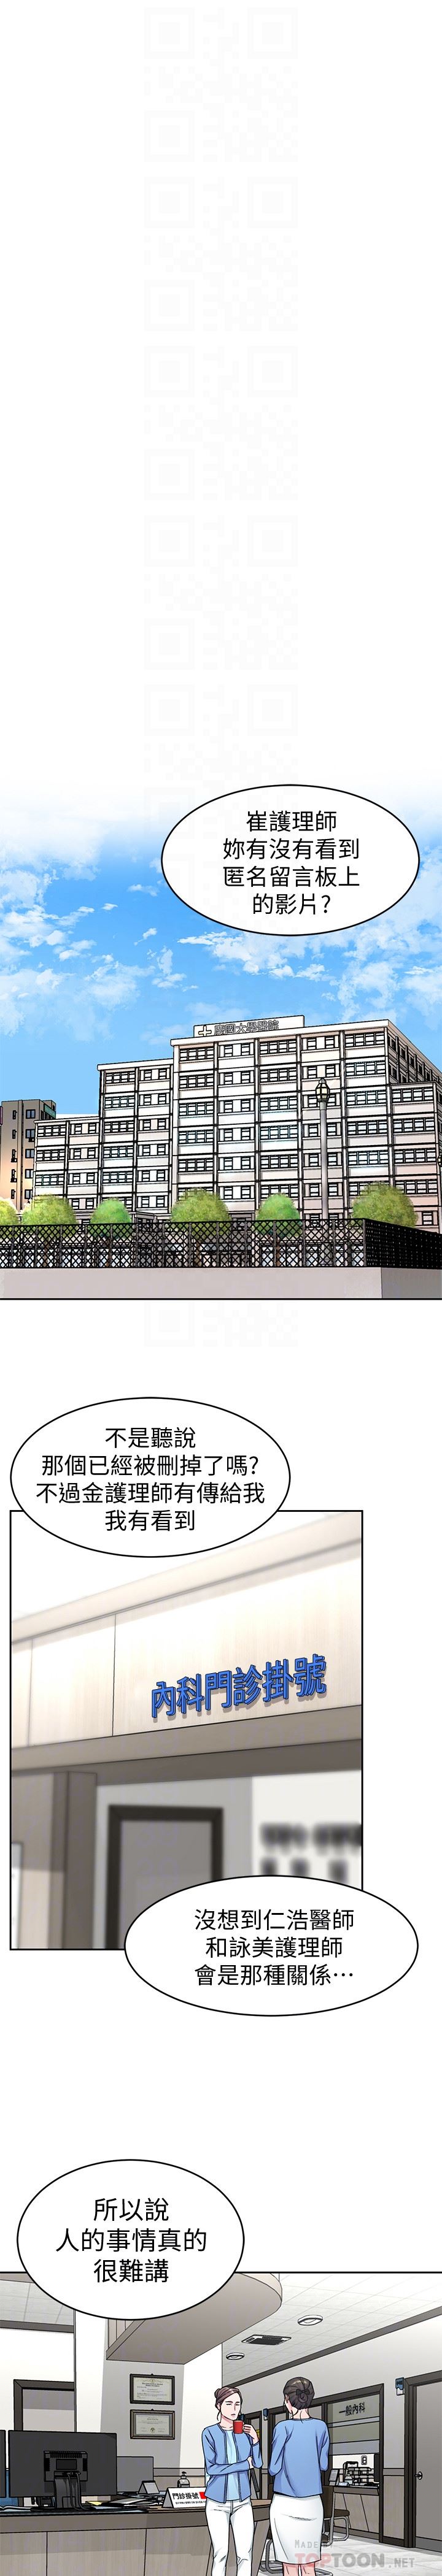 崔護理師
妳有沒有看到
匿名留言板上
的影片?
不是聽說
那個已經被刪掉了嗎?
不過金護理師有傳給我
我有看到
內科門診掛號
沒想到仁浩醫師
和詠美護理師
會是那種關係⋯
所以說
人的事情真的
很難講
一般內科
門診掛號
TOPTOON.NET